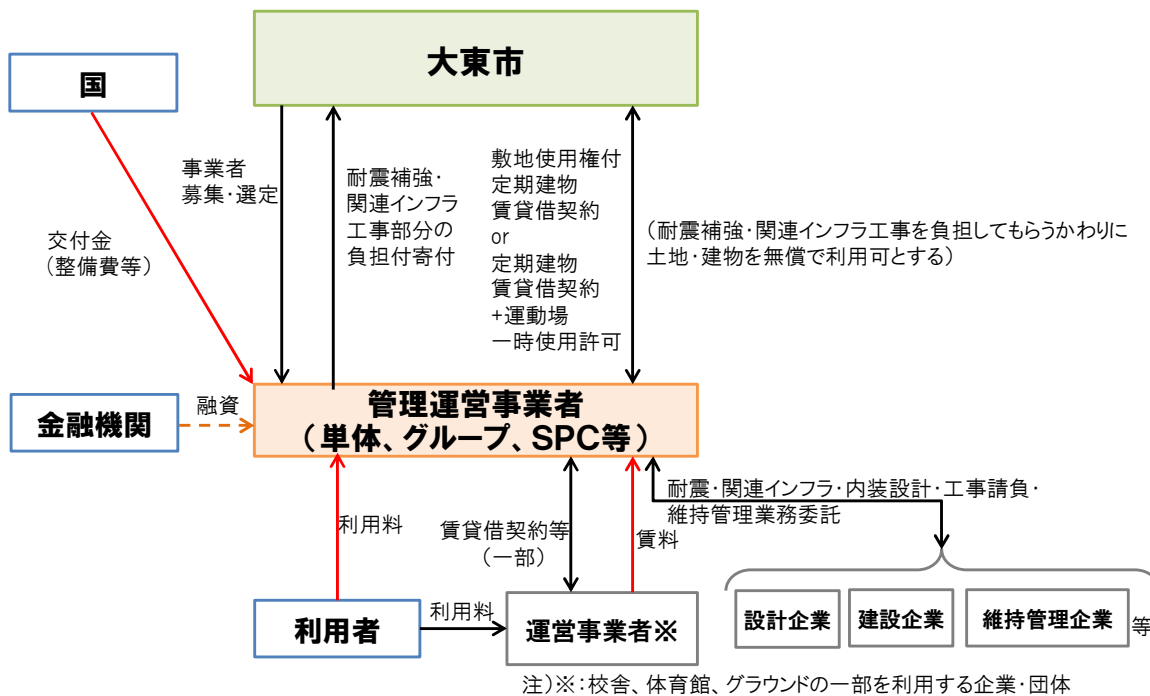 大東市
国
事業者
募集・選定
耐震補強・
関連インフラ
工事部分の
負担付寄付
敷地使用権付
定期建物
賃貸借契約
or
定期建物
賃貸借契約
+運動場
一時使用許可
（耐震補強・関連インフラ工事を負担してもらうかわりに
土地・建物を無償で利用可とする）
交付金
（整備費等）
金融機関
融資
管理運営事業者
（単体、グループ、SPC等）
耐震・関連インフラ・内装設計・工事請負・
維持管理業務委託
利用料
賃貸借契約等
（一部）
賃料
利用者
利用料
運営事業者※
設計企業
建設企業
維持管理企業
等
注）※：校舎、体育館、グラウンドの一部を利用する企業・団体